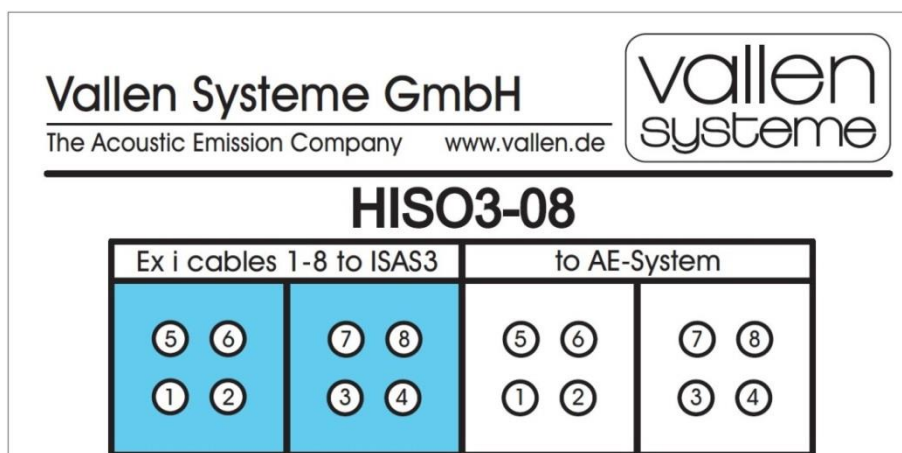 Vallen Systeme GmbH
The Acoustic Emission Company www.vallen.de
vallen
systeme
HISO3-08
Ex i cables 1-8 to ISAS3 to AE-System
5 6 7 8 5 6 7 8
1 2 3 4 1 2 3 4